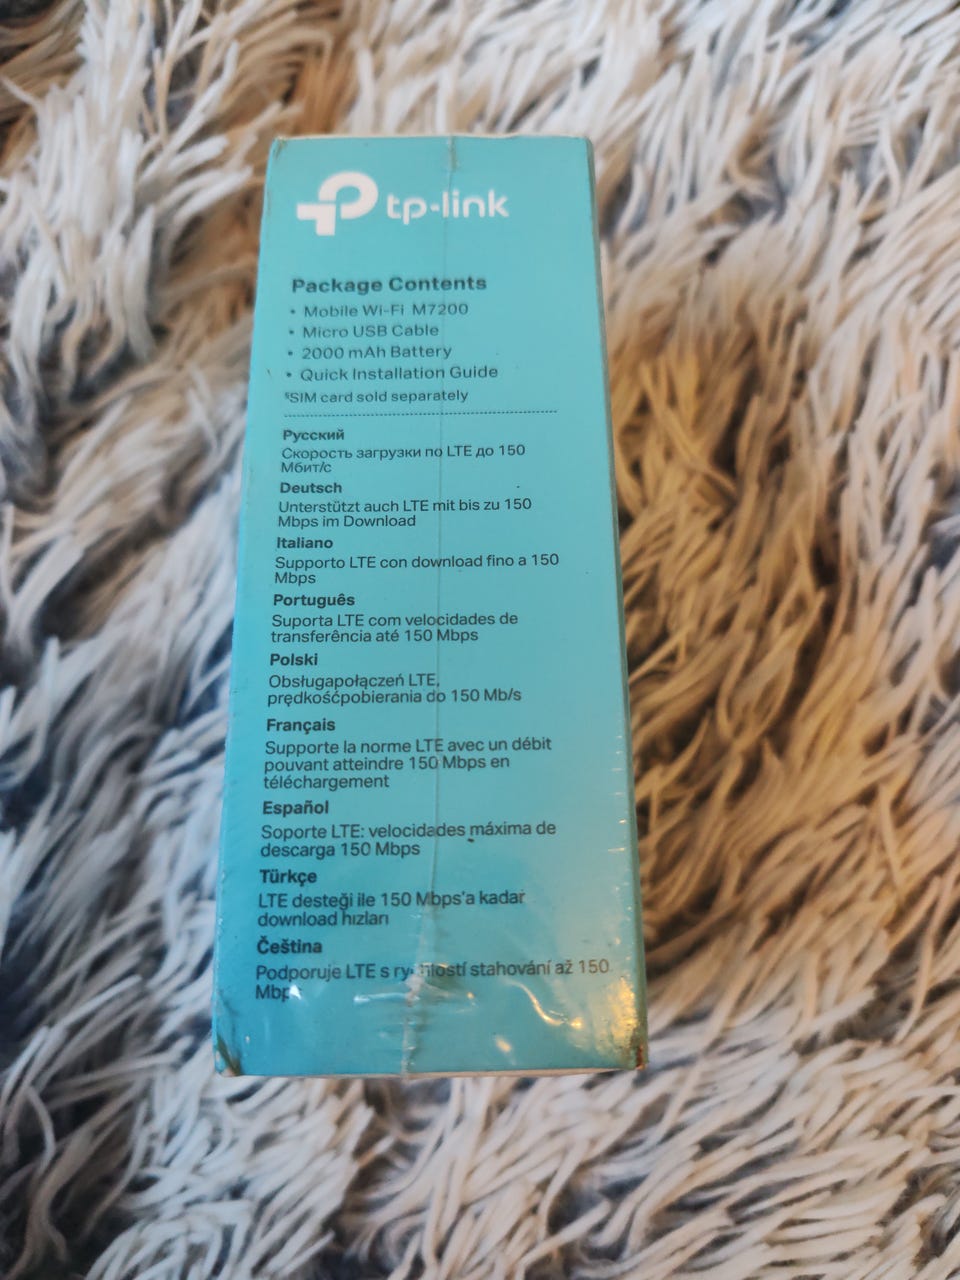 tp-link
Package Contents
• Mobile Wi-Fi M7200
• Micro USB Cable
• 2000 mAh Battery
• Quick Installation Guide
*SIM card sold separately
Русский
Скорость загрузки по LTE до 150
Мбит/с
Deutsch
Unterstützt auch LTE mit bis zu 150
Mbps im Download
Italiano
Supporto LTE con download fino a 150
Mbps
Português
Suporta LTE com velocidades de
transferência até 150 Mbps
Polski
Obsługapołączeń LTE,
prędkośćpobierania do 150 Mb/s
Français
Supporte la norme LTE avec un débit
pouvant atteindre 150 Mbps en
téléchargement
Español
Soporte LTE: velocidades máxima de
descarga 150 Mbps
Türkçe
LTE desteği ile 150 Mbps'a kadar
download hızları
Čeština
Podporuje LTE s stahování až 150